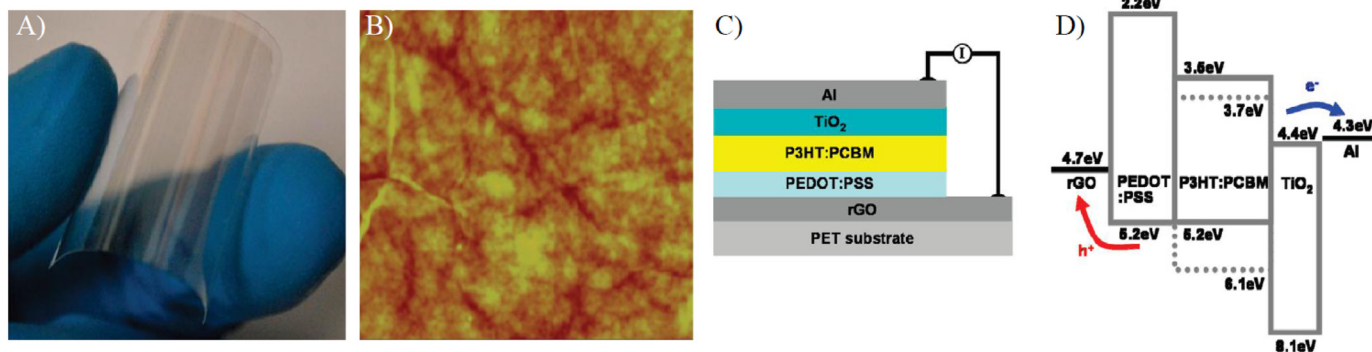 A)
B)
C)
I
Al
TiO₂
P3HT:PCBM
PEDOT:PSS
rGO
PET substrate
D)
2.2eV
3.5eV
3.7eV
e⁻
4.4eV
4.3eV
Al
4.7eV
rGO
PEDOT
:PSS
P3HT:PCBM
TiO₂
5.2eV
5.2eV
h⁺
6.1eV
8.1eV